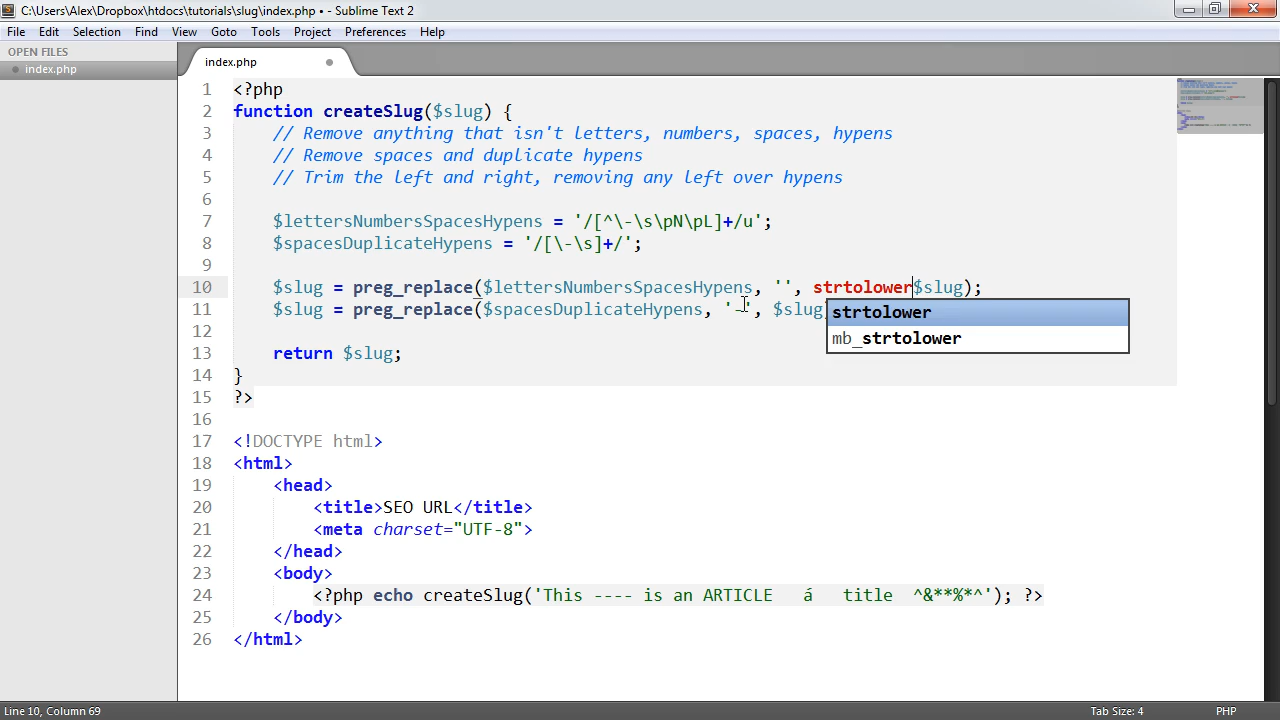 C:\Users\Alex\Dropbox\htdocs\tutorials\slug\index.php • - Sublime Text 2
File Edit Selection Find View Goto Tools Project Preferences Help
OPEN FILES
index.php
index.php
1 <?php
2 function createSlug($slug) {
3 // Remove anything that isn't letters, numbers, spaces, hypens
4 // Remove spaces and duplicate hypens
5 // Trim the left and right, removing any left over hypens
6
7 $lettersNumbersSpacesHypens = '/[^\-\s\pN\pL]+/u';
8 $spacesDuplicateHypens = '/[\-\s]+/';
9
10 $slug = preg_replace($lettersNumbersSpacesHypens, '', strtolower$slug);
11 $slug = preg_replace($spacesDuplicateHypens, '-', $slug
strtolower
mb_strtolower
12
13 return $slug;
14 }
15 ?>
16
17 <!DOCTYPE html>
18 <html>
19 <head>
20 <title>SEO URL</title>
21 <meta charset="UTF-8">
22 </head>
23 <body>
24 <?php echo createSlug('This ---- is an ARTICLE   á   title  ^&**%*^'); ?>
25 </body>
26 </html>
Line 10, Column 69
Tab Size: 4
PHP